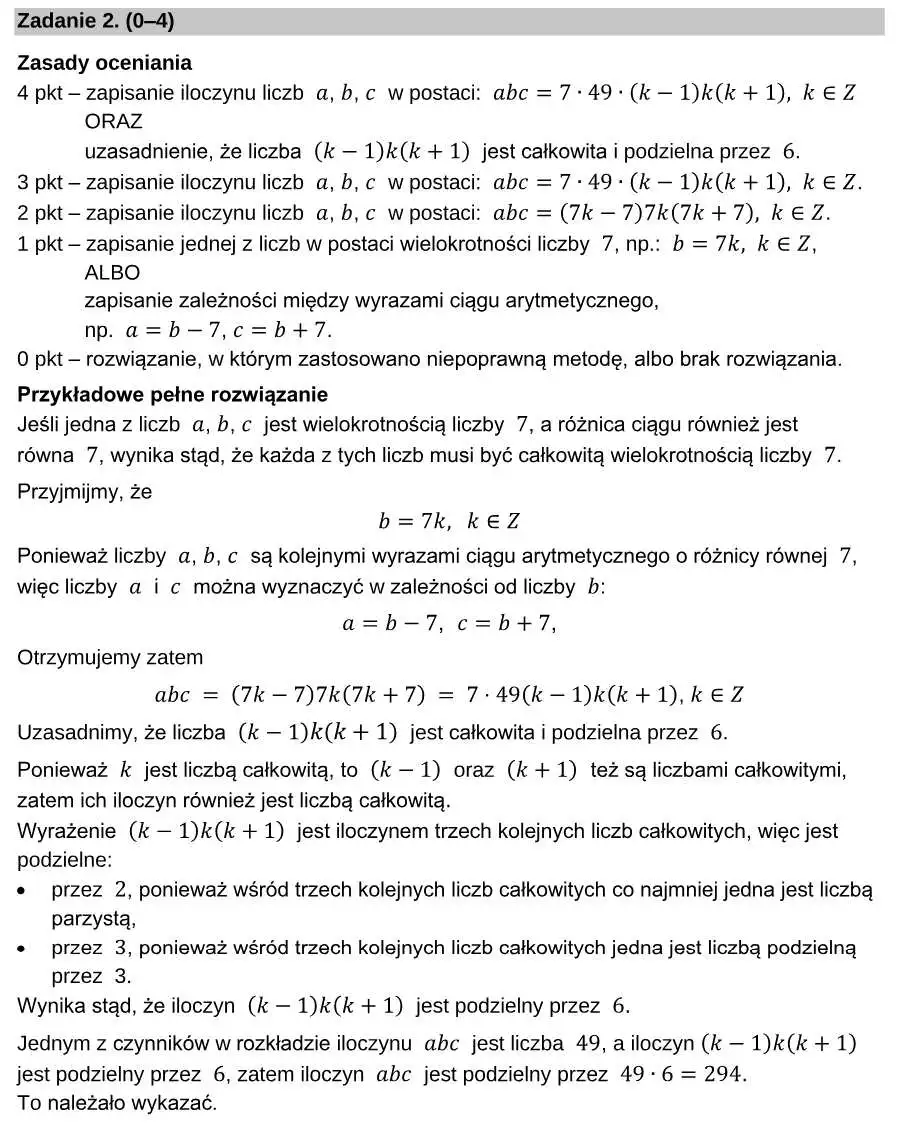 Zadanie 2. (0–4)
Zasady oceniania
4 pkt – zapisanie iloczynu liczb a, b, c w postaci: abc = 7 · 49 · (k − 1)k(k + 1), k ∈ Z
ORAZ
uzasadnienie, że liczba (k − 1)k(k + 1) jest całkowita i podzielna przez 6.
3 pkt – zapisanie iloczynu liczb a, b, c w postaci: abc = 7 · 49 · (k − 1)k(k + 1), k ∈ Z.
2 pkt – zapisanie iloczynu liczb a, b, c w postaci: abc = (7k − 7)7k(7k + 7), k ∈ Z.
1 pkt – zapisanie jednej z liczb w postaci wielokrotności liczby 7, np.: b = 7k, k ∈ Z,
ALBO
zapisanie zależności między wyrazami ciągu arytmetycznego,
np. a = b − 7, c = b + 7.
0 pkt – rozwiązanie, w którym zastosowano niepoprawną metodę, albo brak rozwiązania.
Przykładowe pełne rozwiązanie
Jeśli jedna z liczb a, b, c jest wielokrotnością liczby 7, a różnica ciągu również jest
równa 7, wynika stąd, że każda z tych liczb musi być całkowitą wielokrotnością liczby 7.
Przyjmijmy, że
b = 7k, k ∈ Z
Ponieważ liczby a, b, c są kolejnymi wyrazami ciągu arytmetycznego o różnicy równej 7,
więc liczby a i c można wyznaczyć w zależności od liczby b:
a = b − 7, c = b + 7,
Otrzymujemy zatem
abc = (7k − 7)7k(7k + 7) = 7 · 49(k − 1)k(k + 1), k ∈ Z
Uzasadnimy, że liczba (k − 1)k(k + 1) jest całkowita i podzielna przez 6.
Ponieważ k jest liczbą całkowitą, to (k − 1) oraz (k + 1) też są liczbami całkowitymi,
zatem ich iloczyn również jest liczbą całkowitą.
Wyrażenie (k − 1)k(k + 1) jest iloczynem trzech kolejnych liczb całkowitych, więc jest
podzielne:
• przez 2, ponieważ wśród trzech kolejnych liczb całkowitych co najmniej jedna jest liczbą
parzystą,
• przez 3, ponieważ wśród trzech kolejnych liczb całkowitych jedna jest liczbą podzielną
przez 3.
Wynika stąd, że iloczyn (k − 1)k(k + 1) jest podzielny przez 6.
Jednym z czynników w rozkładzie iloczynu abc jest liczba 49, a iloczyn (k − 1)k(k + 1)
jest podzielny przez 6, zatem iloczyn abc jest podzielny przez 49 · 6 = 294.
To należało wykazać.